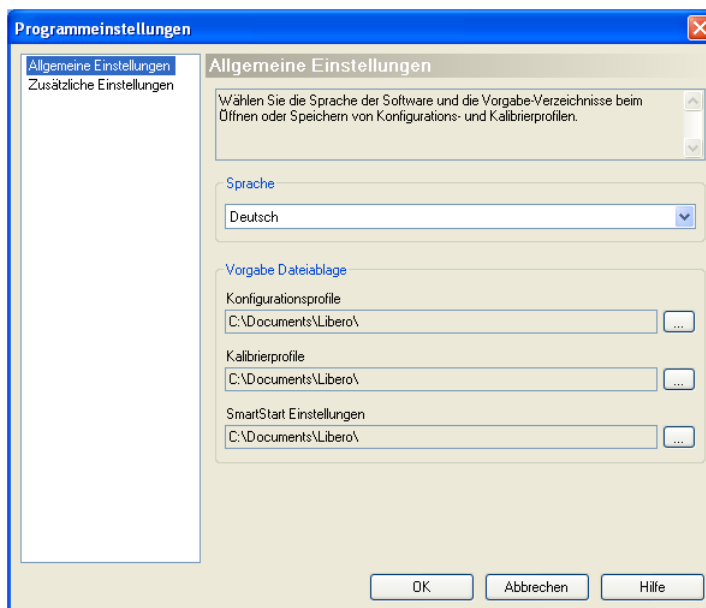 Programmeinstellungen
Allgemeine Einstellungen
Zusätzliche Einstellungen
Allgemeine Einstellungen
Wählen Sie die Sprache der Software und die Vorgabe-Verzeichnisse beim
Öffnen oder Speichern von Konfigurations- und Kalibrierprofilen.
Sprache
Deutsch
Vorgabe Dateiablage
Konfigurationsprofile
C:\Documents\Libero\
...
Kalibrierprofile
C:\Documents\Libero\
...
SmartStart Einstellungen
C:\Documents\Libero\
...
OK
Abbrechen
Hilfe